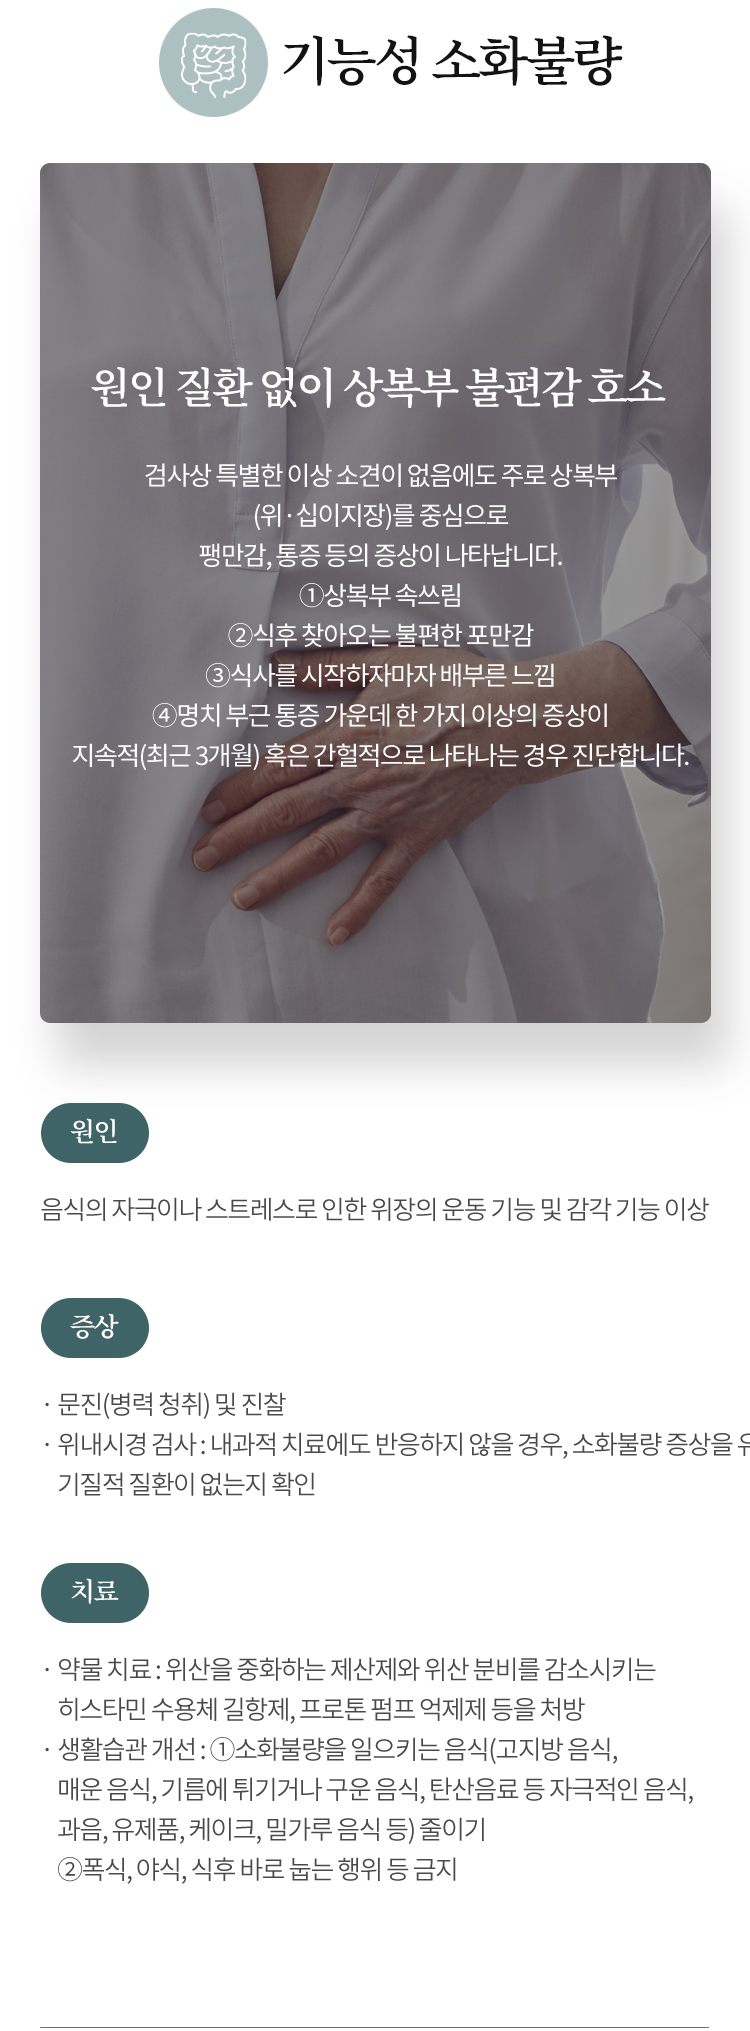 기능성 소화불량
원인 질환 없이 상복부 불편감 호소
검사상 특별한 이상 소견이 없음에도 주로 상복부
(위·십이지장)를 중심으로
팽만감, 통증 등의 증상이 나타납니다.
①상복부 속쓰림
②식후 찾아오는 불편한 포만감
③식사를 시작하자마자 배부른 느낌
④명치 부근 통증 가운데 한 가지 이상의 증상이
지속적(최근 3개월) 혹은 간헐적으로 나타나는 경우 진단합니다.
원인
음식의 자극이나 스트레스로 인한 위장의 운동 기능 및 감각 기능 이상
증상
· 문진(병력 청취) 및 진찰
· 위내시경 검사 : 내과적 치료에도 반응하지 않을 경우, 소화불량 증상을
기질적 질환이 없는지 확인
치료
· 약물 치료 : 위산을 중화하는 제산제와 위산 분비를 감소시키는
히스타민 수용체 길항제, 프로톤 펌프 억제제 등을 처방
· 생활습관 개선 : ①소화불량을 일으키는 음식(고지방 음식,
매운 음식, 기름에 튀기거나 구운 음식, 탄산음료 등 자극적인 음식,
과음, 유제품, 케이크, 밀가루 음식 등) 줄이기
②폭식, 야식, 식후 바로 눕는 행위 등 금지